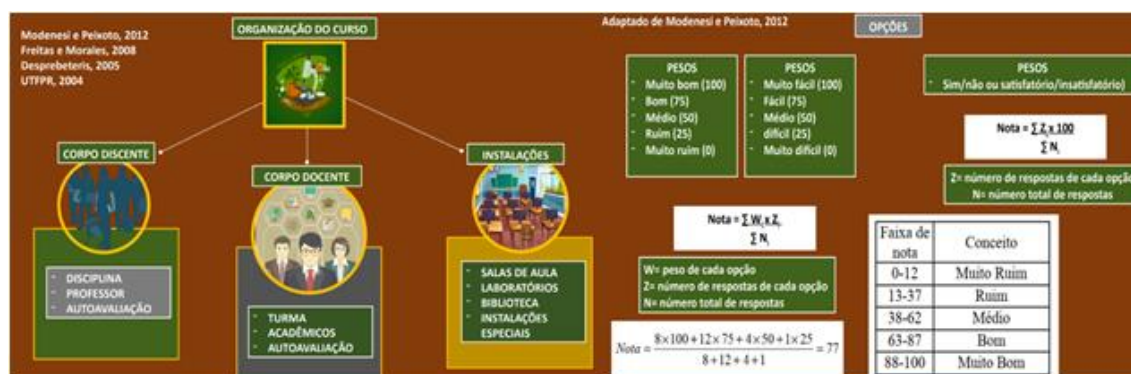 Modenesi e Peixoto, 2012
Freitas e Morales, 2008
Desprebeteris, 2005
UTFPR, 2004
ORGANIZAÇÃO DO CURSO
CORPO DISCENTE
- DISCIPLINA
- PROFESSOR
- AUTOAVALIAÇÃO
CORPO DOCENTE
- TURMA
- ACADÊMICOS
- AUTOAVALIAÇÃO
INSTALAÇÕES
- SALAS DE AULA
- LABORATÓRIOS
- BIBLIOTECA
- INSTALAÇÕES
ESPECIAIS
Adaptado de Modenesi e Peixoto, 2012
OPÇÕES
PESOS
- Muito bom (100)
- Bom (75)
- Médio (50)
- Ruim (25)
- Muito ruim (0)
PESOS
- Muito fácil (100)
- Fácil (75)
- Médio (50)
- difícil (25)
- Muito difícil (0)
PESOS
- Sim/não ou satisfatório/insatisfatório)
Nota = ∑ Wᵢ x Zᵢ
∑ Nᵢ
W= peso de cada opção
Z= número de respostas de cada opção
N= número total de respostas
Nota = 8×100+12×75+4×50+1×25 = 77
8+12+4+1
Nota = ∑ Zᵢ x 100
∑ Nᵢ
Z= número de respostas de cada opção
N= número total de respostas
Faixa de nota Conceito
0-12 Muito Ruim
13-37 Ruim
38-62 Médio
63-87 Bom
88-100 Muito Bom